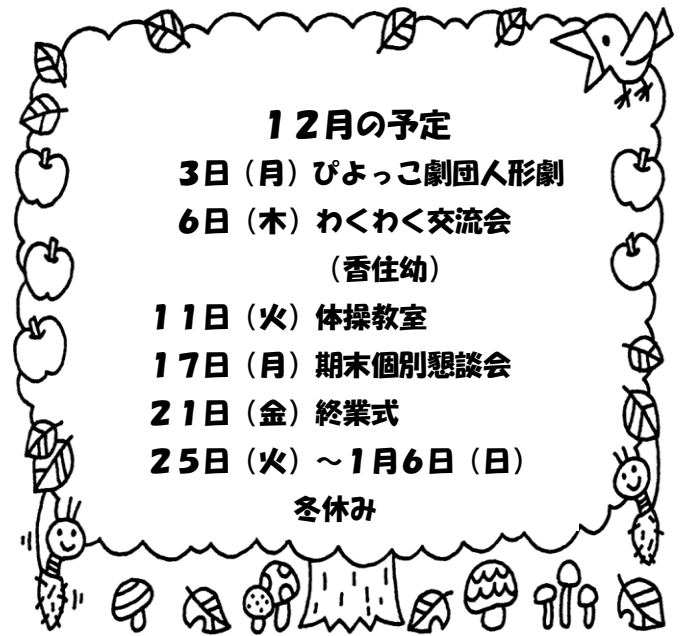 １２月の予定
３日（月）ぴよっこ劇団人形劇
６日（木）わくわく交流会
（香住幼）
１１日（火）体操教室
１７日（月）期末個別懇談会
２１日（金）終業式
２５日（火）～１月６日（日）
冬休み